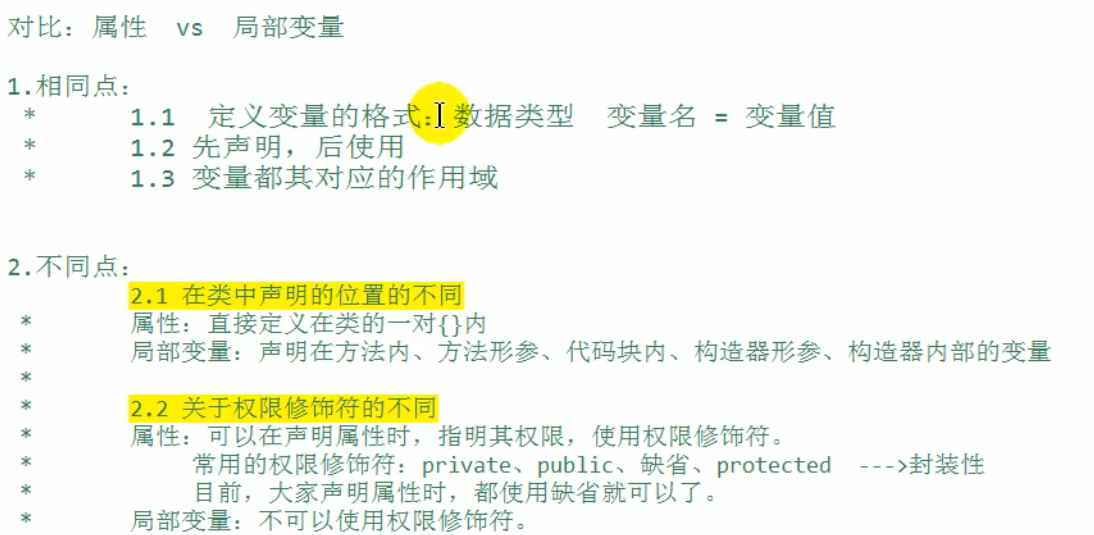 对比：属性  vs  局部变量
1.相同点：
*  1.1  定义变量的格式：数据类型  变量名 = 变量值
*  1.2 先声明，后使用
*  1.3 变量都其对应的作用域
2.不同点：
2.1 在类中声明的位置的不同
*  属性：直接定义在类的一对{}内
*  局部变量：声明在方法内、方法形参、代码块内、构造器形参、构造器内部的变量
*
*  2.2 关于权限修饰符的不同
*  属性：可以在声明属性时，指明其权限，使用权限修饰符。
*  常用的权限修饰符：private、public、缺省、protected  --->封装性
*  目前，大家声明属性时，都使用缺省就可以了。
*  局部变量：不可以使用权限修饰符。